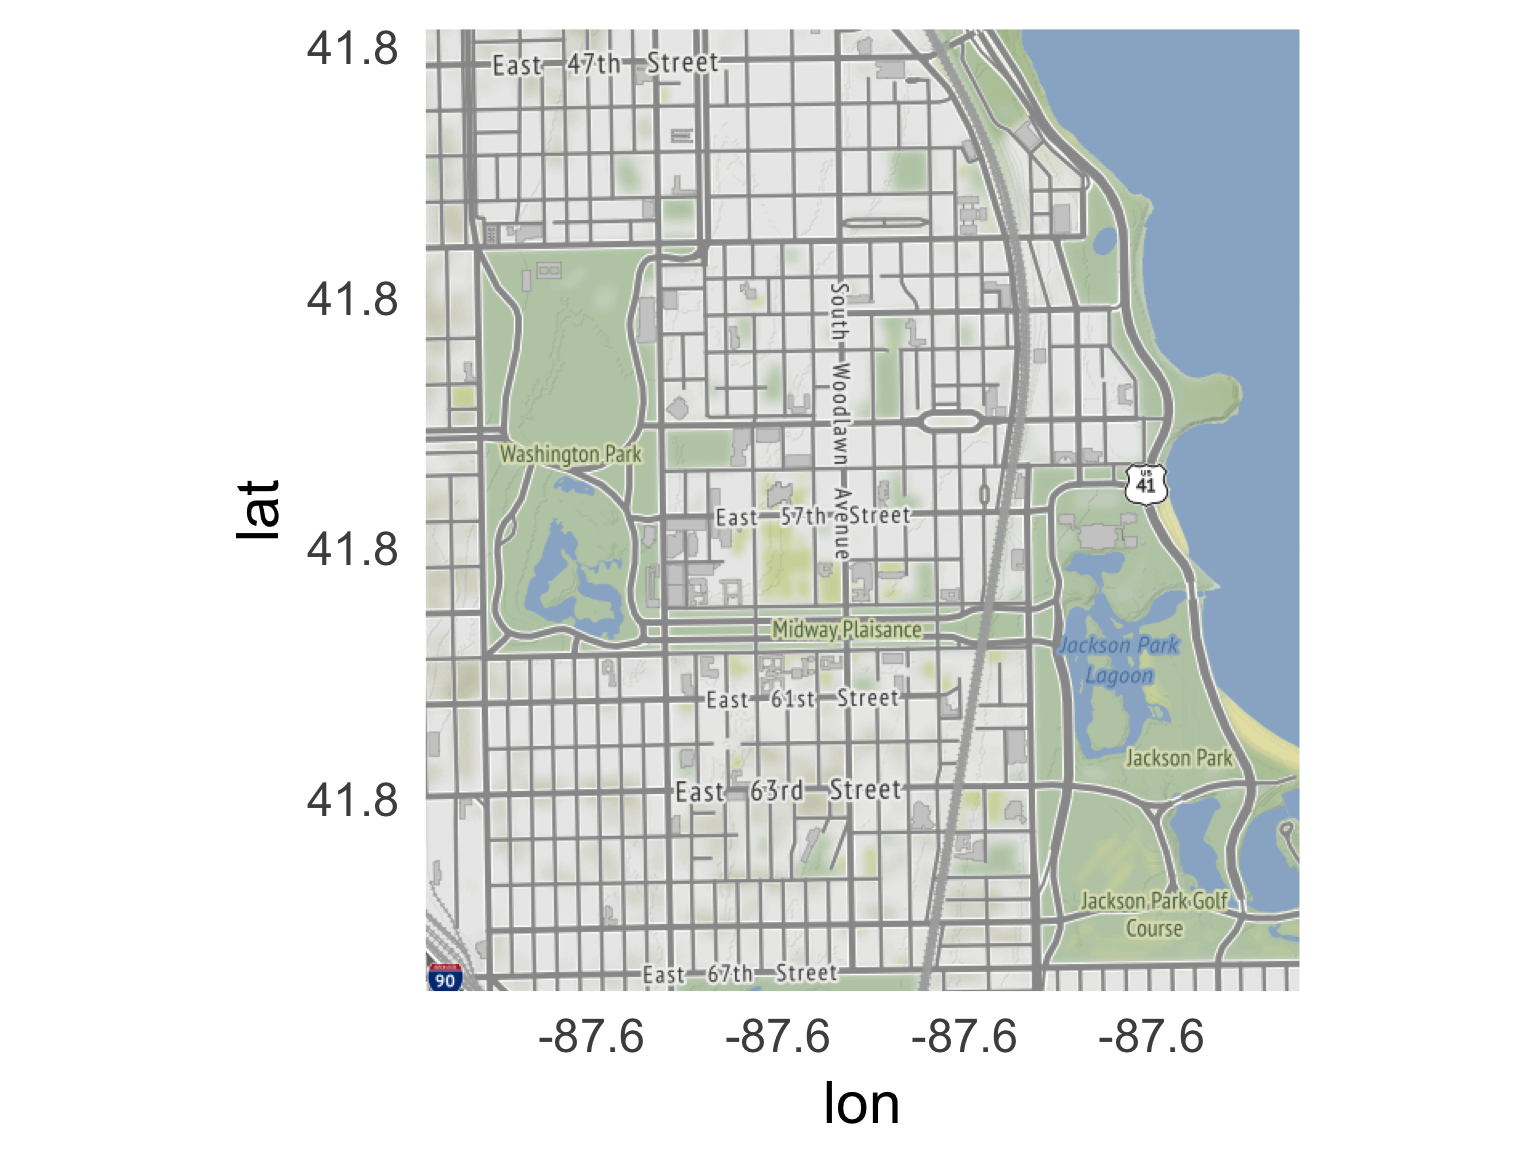 41.8
East 47th Street
41.8
South Woodlawn Avenue
Washington Park
US
41
East 57th Street
41.8
Midway Plaisance
Jackson Park
Lagoon
East 61st Street
Jackson Park
East 63rd Street
41.8
Jackson Park Golf
Course
East 67th Street
90
lat
-87.6 -87.6 -87.6 -87.6
lon